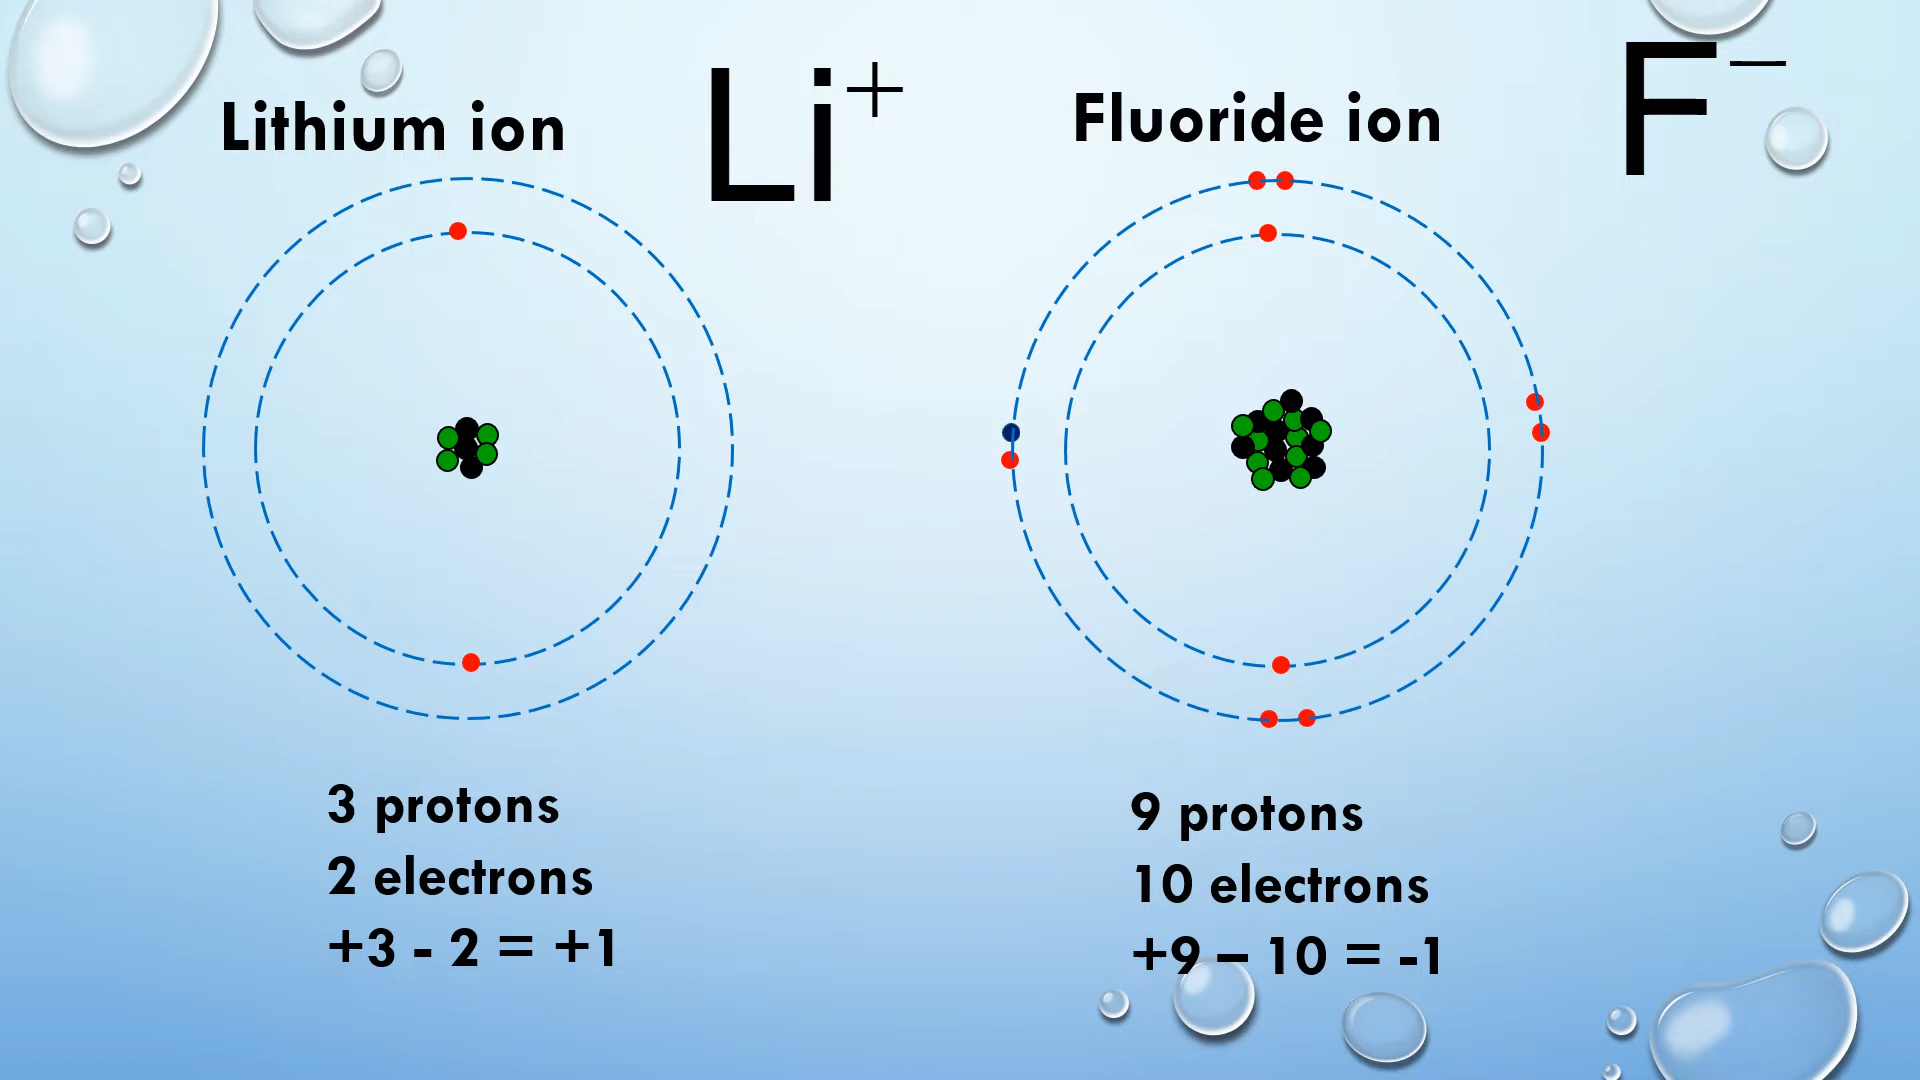 Lithium ion
Li⁺
3 protons
2 electrons
+3 - 2 = +1
Fluoride ion
F⁻
9 protons
10 electrons
+9 – 10 = -1